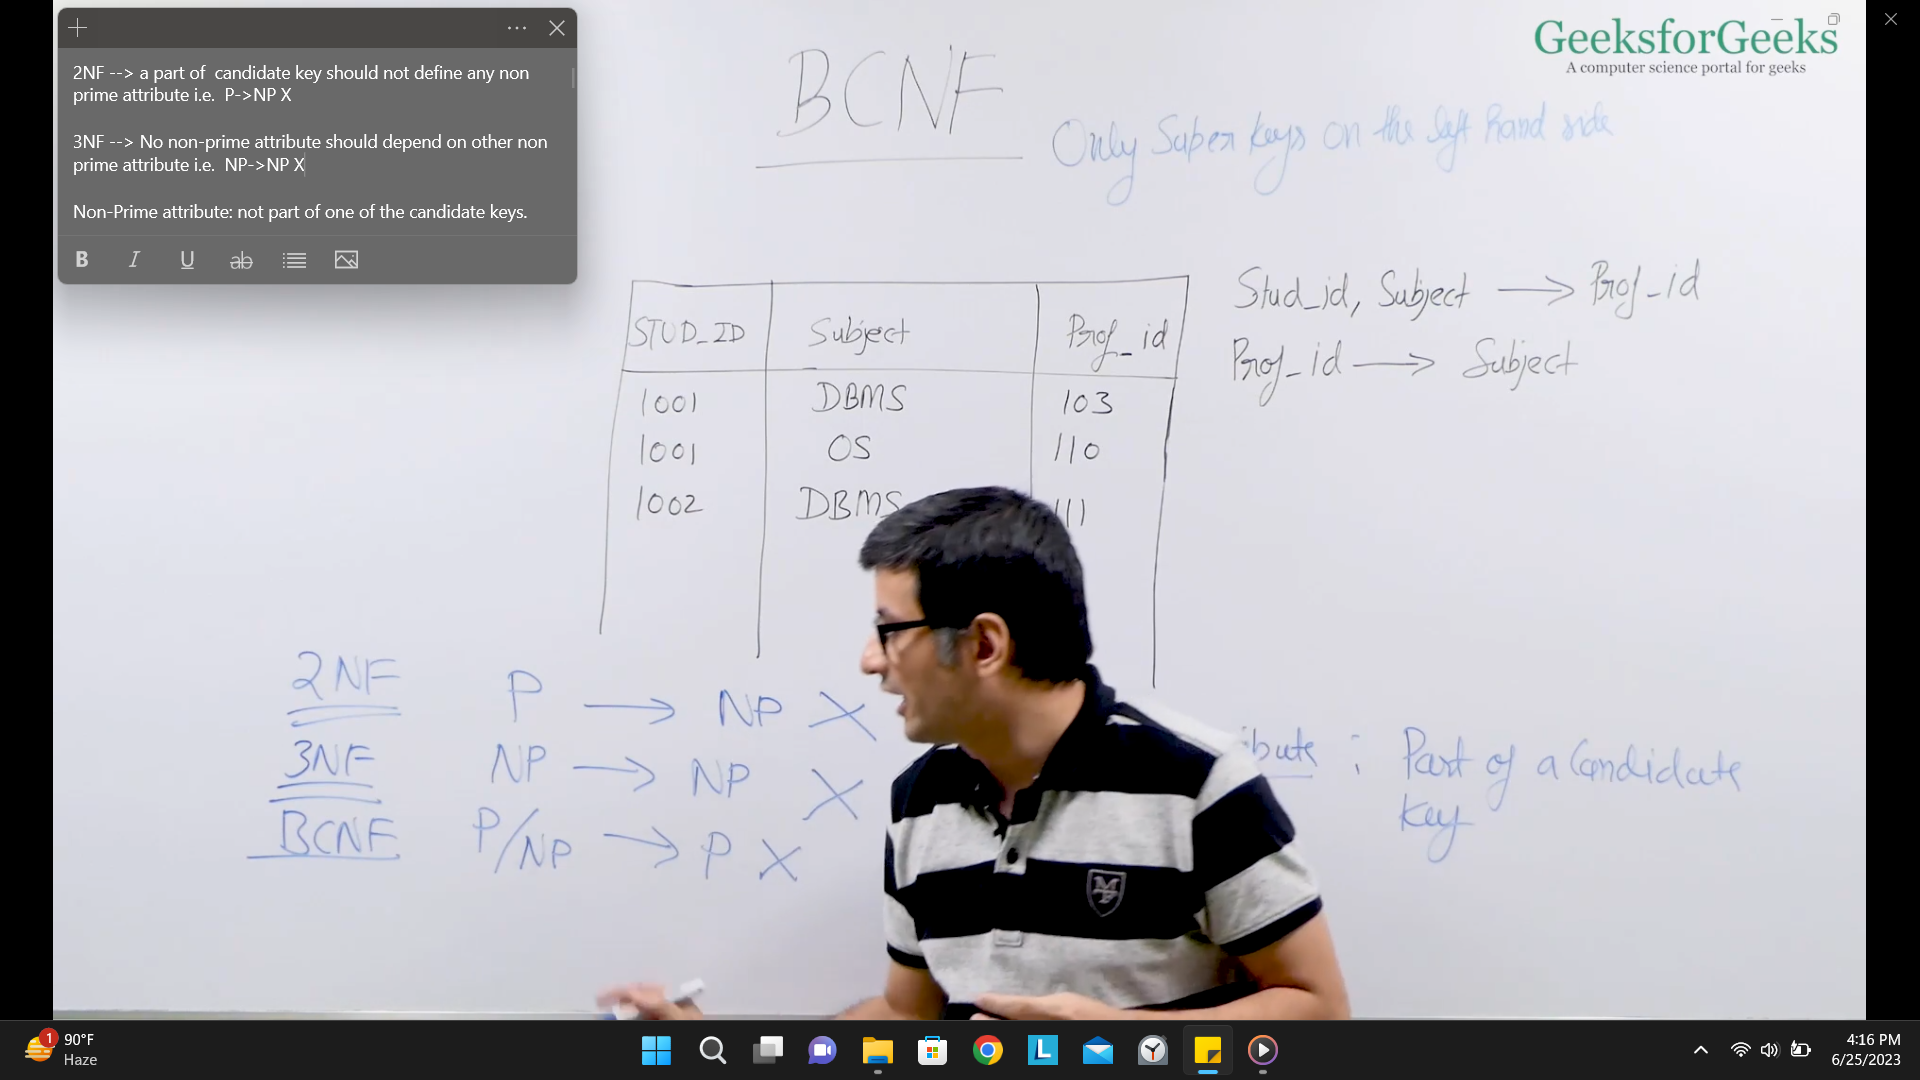 2NF --> a part of  candidate key should not define any non
prime attribute i.e.  P->NP X
3NF --> No non-prime attribute should depend on other non
prime attribute i.e.  NP->NP X
Non-Prime attribute: not part of one of the candidate keys.
B I U ab
GeeksforGeeks
A computer science portal for geeks
BCNF
Only Super keys on the left hand side
Stud_id, Subject → Prof_id
Prof_id → Subject
STUD_ID Subject Prof_id
1001 DBMS 103
1001 OS 110
1002 DBMS 111
2NF P → NP X
3NF NP → NP X
BCNF P/NP → P X
ibute : Part of a Candidate
key
M
1
90°F
Haze
L
4:16 PM
6/25/2023